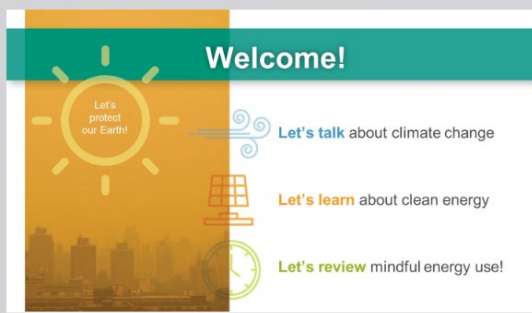 Welcome!
Let's
protect
our Earth!
Let's talk about climate change
Let's learn about clean energy
Let's review mindful energy use!